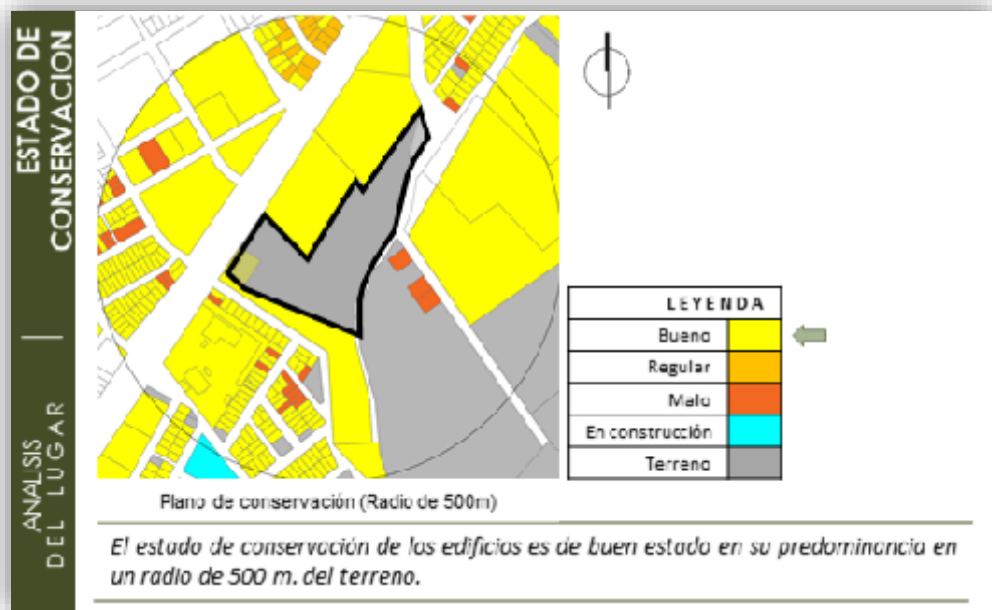 ESTADO DE
CONSERVACION
ANALISIS
DEL LUGAR
LEYENDA
Bueno
Regular
Malo
En construcción
Terreno
Plano de conservación (Radio de 500m)
El estado de conservación de los edificios es de buen estado en su predominancia en
un radio de 500 m. del terreno.